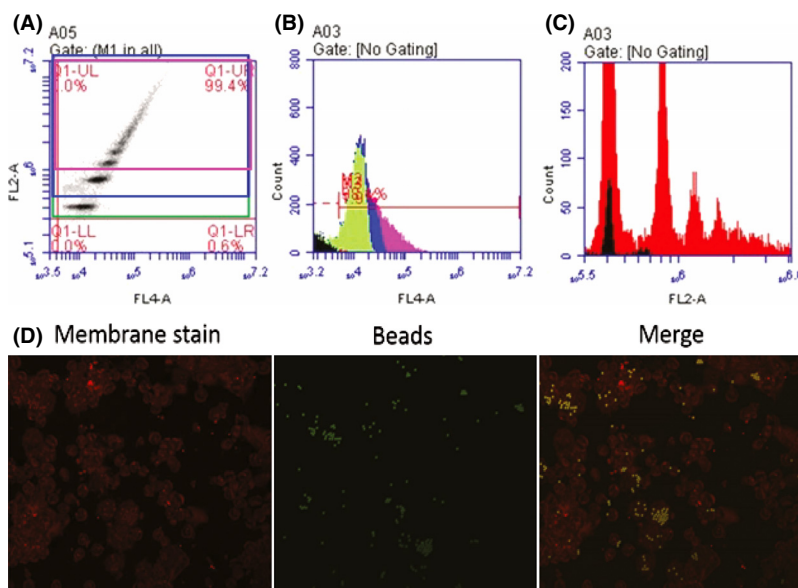 (A)
A05
Gate: (M1 in all)
Q1-UL
Q1-UR
99.4%
Q1-LL
0.0%
Q1-LR
0.6%
FL2-A
FL4-A
(B)
A03
Gate: [No Gating]
800
600
400
200
0
Count
FL4-A
(C)
A03
Gate: [No Gating]
200
150
100
50
0
Count
FL2-A
(D)
Membrane stain
Beads
Merge